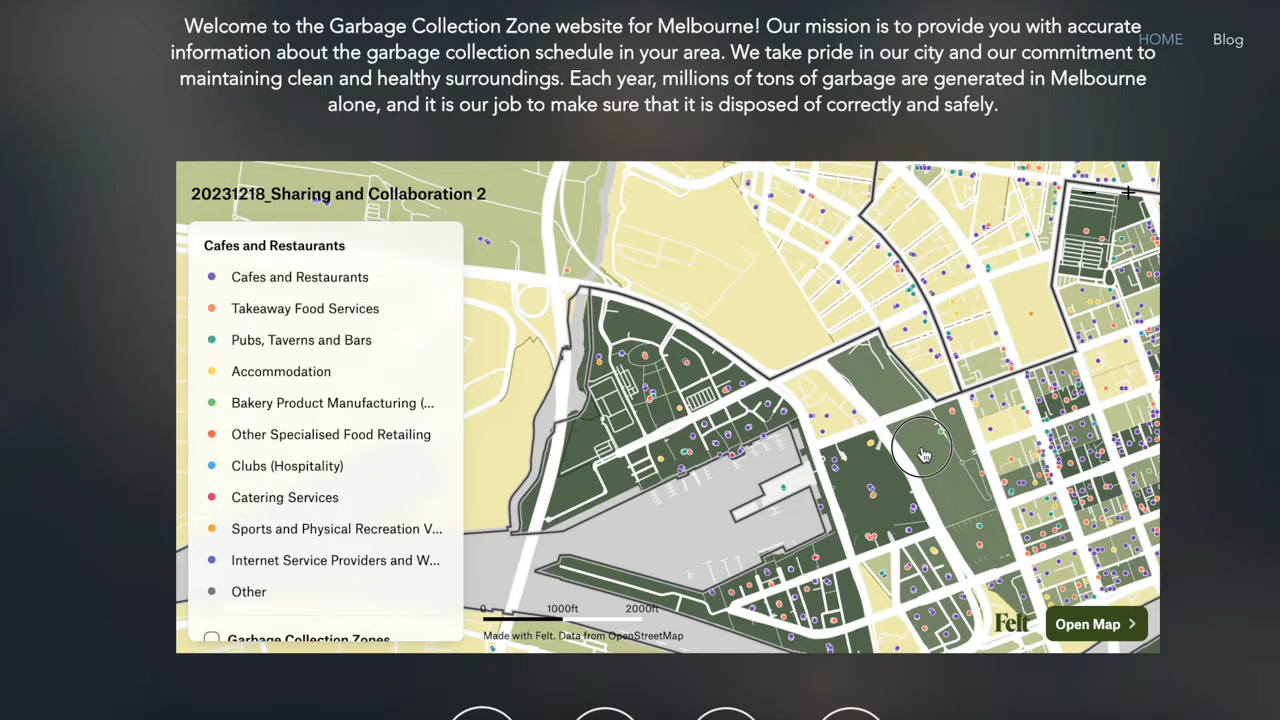 Welcome to the Garbage Collection Zone website for Melbourne! Our mission is to provide you with accurate
information about the garbage collection schedule in your area. We take pride in our city and our commitment to
maintaining clean and healthy surroundings. Each year, millions of tons of garbage are generated in Melbourne
alone, and it is our job to make sure that it is disposed of correctly and safely.
HOME
Blog
20231218_Sharing and Collaboration 2
Cafes and Restaurants
Cafes and Restaurants
Takeaway Food Services
Pubs, Taverns and Bars
Accommodation
Bakery Product Manufacturing (...
Other Specialised Food Retailing
Clubs (Hospitality)
Catering Services
Sports and Physical Recreation V...
Internet Service Providers and W...
Other
Garbage Collection Zones
0 1000ft 2000ft
Made with Felt. Data from OpenStreetMap
Felt
Open Map